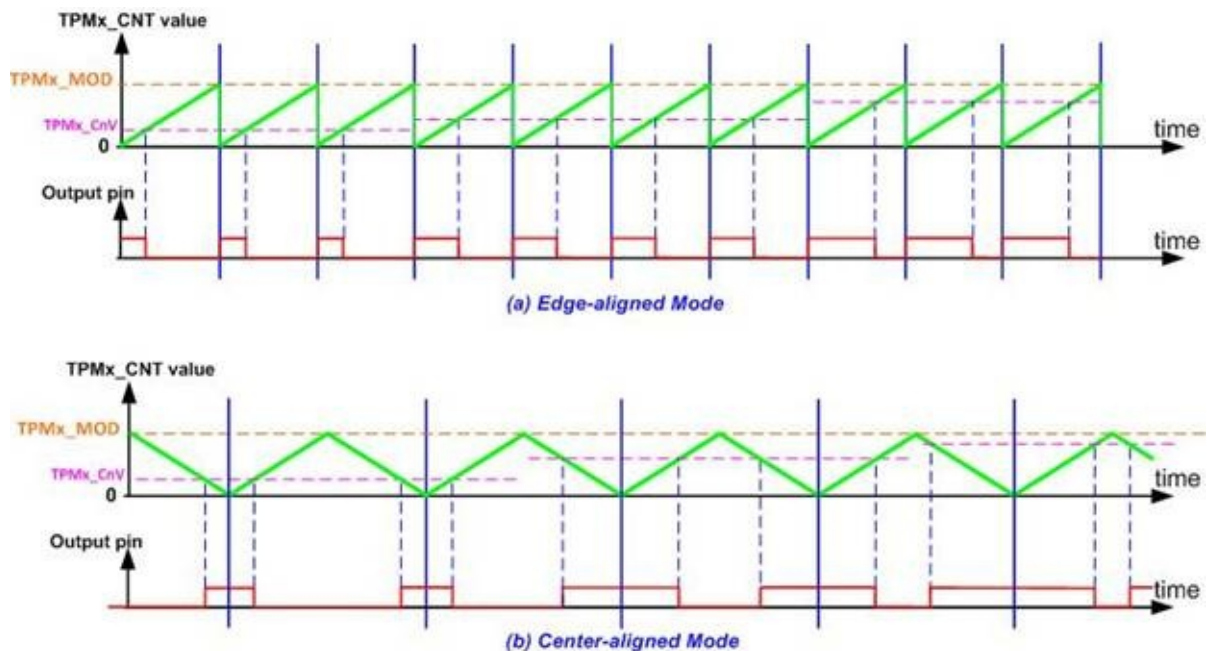 TPMx_CNT value
TPMx_MOD
TPMx_CnV
0
time
Output pin
time
(a) Edge-aligned Mode
TPMx_CNT value
TPMx_MOD
TPMx_CnV
0
time
Output pin
time
(b) Center-aligned Mode